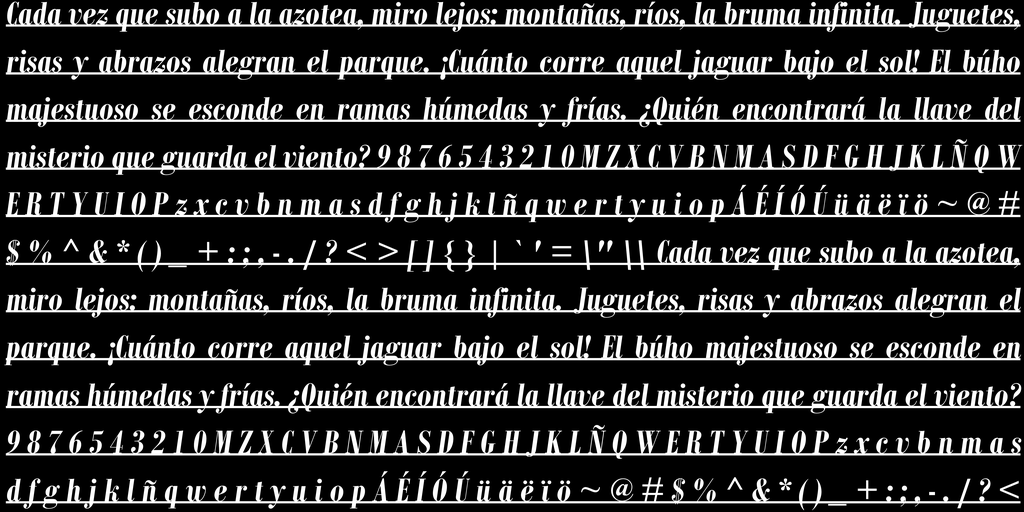 Cada vez que subo a la azotea, miro lejos: montañas, ríos, la bruma infinita. Juguetes,
risas y abrazos alegran el parque. ¡Cuánto corre aquel jaguar bajo el sol! El búho
majestuoso se esconde en ramas húmedas y frías. ¿Quién encontrará la llave del
misterio que guarda el viento? 9 8 7 6 5 4 3 2 1 0 M Z X C V B N M A S D F G H J K L Ñ Q W
E R T Y U I O P z x c v b n m a s d f g h j k l ñ q w e r t y u i o p Á É Í Ó Ú ü ä ë ï ö ~ @ #
$ % ^ & * ( ) _ + : ; , - . / ? < > [ ] { } | ` ' = \" \\ Cada vez que subo a la azotea,
miro lejos: montañas, ríos, la bruma infinita. Juguetes, risas y abrazos alegran el
parque. ¡Cuánto corre aquel jaguar bajo el sol! El búho majestuoso se esconde en
ramas húmedas y frías. ¿Quién encontrará la llave del misterio que guarda el viento?
9 8 7 6 5 4 3 2 1 0 M Z X C V B N M A S D F G H J K L Ñ Q W E R T Y U I O P z x c v b n m a s
d f g h j k l ñ q w e r t y u i o p Á É Í Ó Ú ü ä ë ï ö ~ @ # $ % ^ & * ( ) _ + : ; , - . / ? <